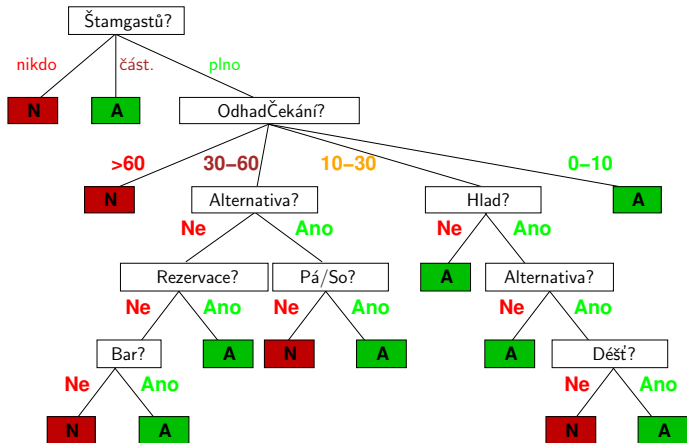 Štamgastů?
nikdo část. plno
N A OdhadČekání?
>60 30–60 10–30 0–10
N Alternativa? Hlad? A
Ne Ano Ne Ano
Rezervace? Pá/So? A Alternativa?
Ne Ano Ne Ano Ne Ano
Bar? A N A A Déšť?
Ne Ano Ne Ano
N A N A